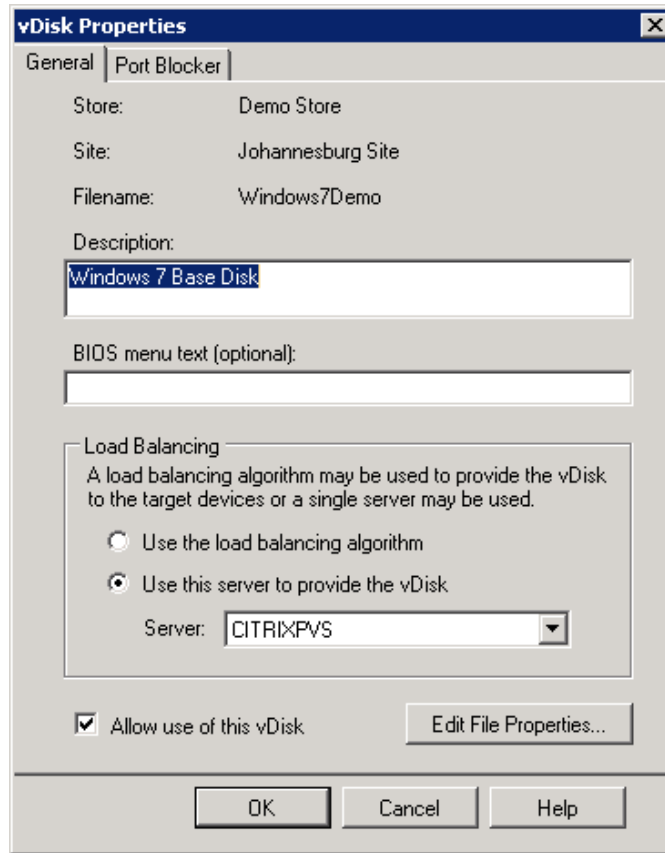 vDisk Properties
General Port Blocker
Store: Demo Store
Site: Johannesburg Site
Filename: Windows7Demo
Description:
Windows 7 Base Disk
BIOS menu text (optional):
Load Balancing
A load balancing algorithm may be used to provide the vDisk
to the target devices or a single server may be used.
Use the load balancing algorithm
Use this server to provide the vDisk
Server: CITRIXPVS
Allow use of this vDisk Edit File Properties...
OK Cancel Help